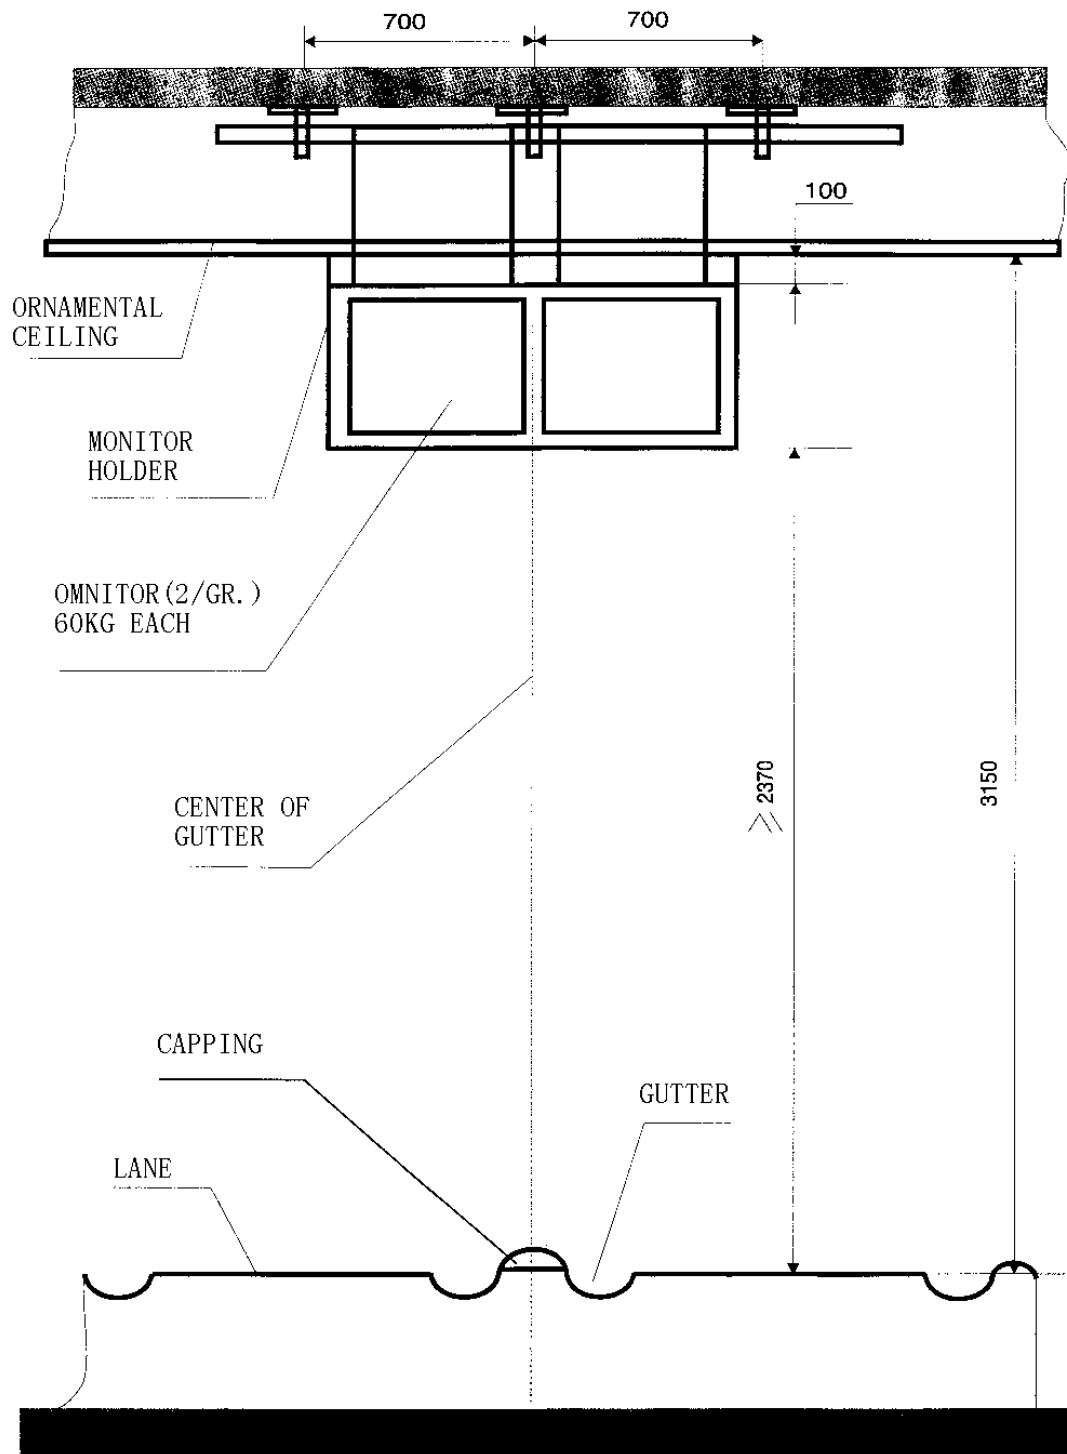 700
700
100
ORNAMENTAL
CEILING
MONITOR
HOLDER
OMNITOR(2/GR.)
60KG EACH
CENTER OF
GUTTER
≥2370
3150
CAPPING
GUTTER
LANE